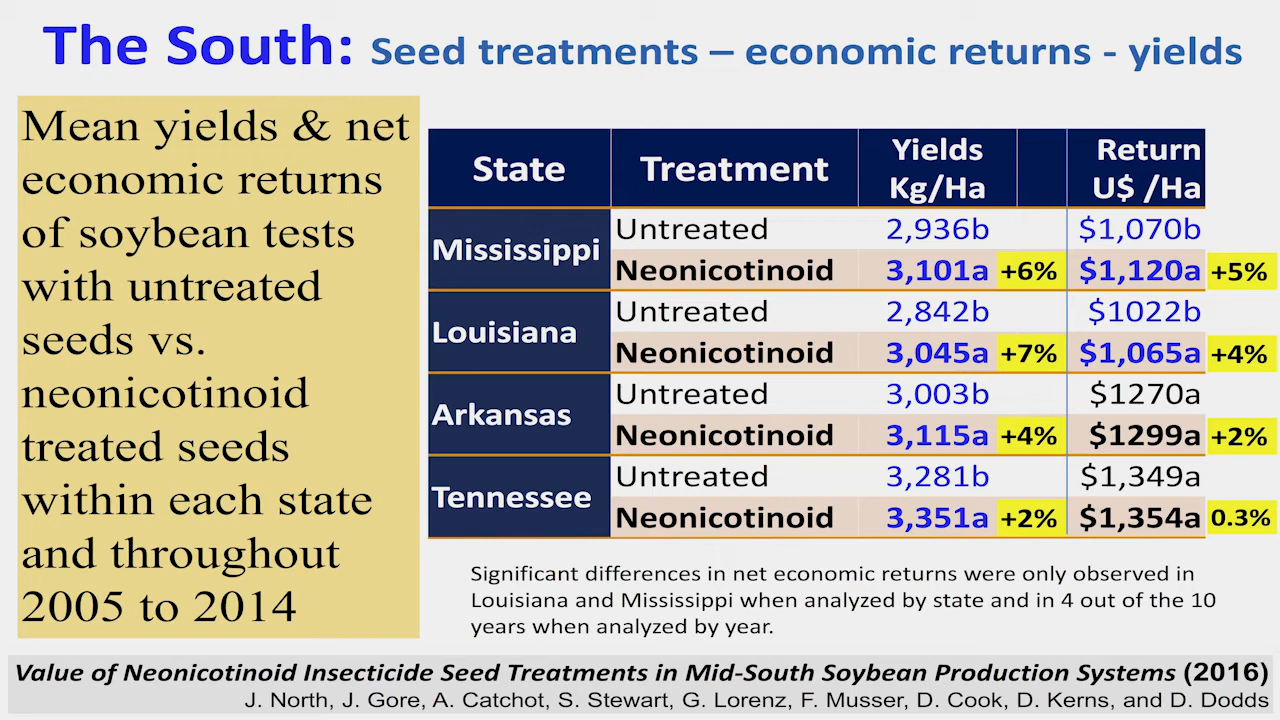 The South: Seed treatments – economic returns - yields
Mean yields & net
economic returns
of soybean tests
with untreated
seeds vs.
neonicotinoid
treated seeds
within each state
and throughout
2005 to 2014
State Treatment Yields Kg/Ha Return U$ /Ha
Mississippi
Untreated 2,936b $1,070b
Neonicotinoid 3,101a +6% $1,120a +5%
Louisiana
Untreated 2,842b $1022b
Neonicotinoid 3,045a +7% $1,065a +4%
Arkansas
Untreated 3,003b $1270a
Neonicotinoid 3,115a +4% $1299a +2%
Tennessee
Untreated 3,281b $1,349a
Neonicotinoid 3,351a +2% $1,354a 0.3%
Significant differences in net economic returns were only observed in
Louisiana and Mississippi when analyzed by state and in 4 out of the 10
years when analyzed by year.
Value of Neonicotinoid Insecticide Seed Treatments in Mid-South Soybean Production Systems (2016)
J. North, J. Gore, A. Catchot, S. Stewart, G. Lorenz, F. Musser, D. Cook, D. Kerns, and D. Dodds